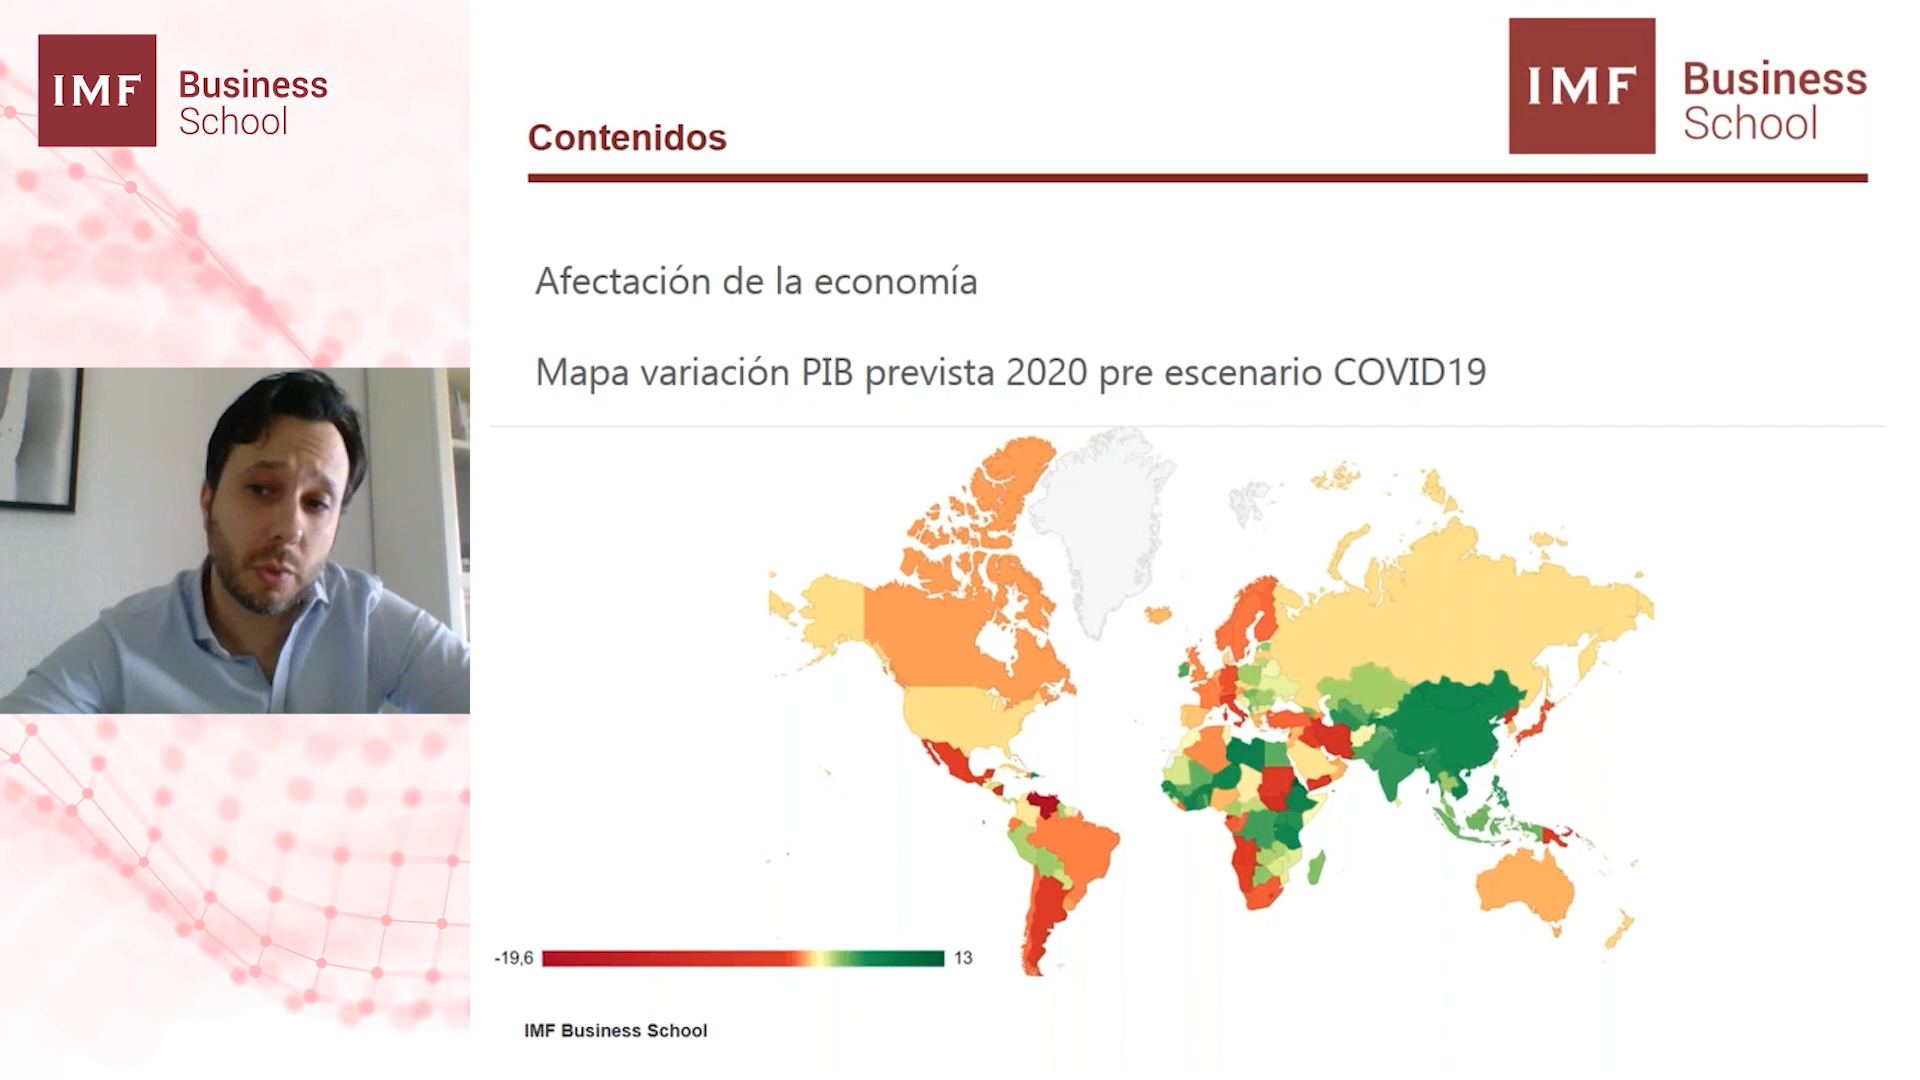 IMF Business
School
IMF Business
School
Contenidos
Afectación de la economía
Mapa variación PIB prevista 2020 pre escenario COVID19
-19,6 13
IMF Business School